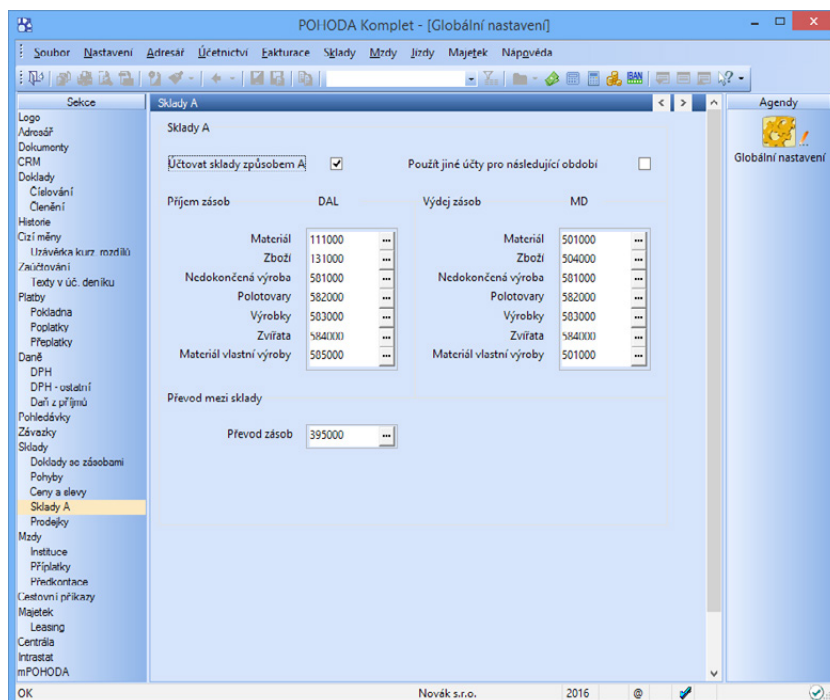 POHODA Komplet - [Globální nastavení]
Soubor Nastavení Adresář Účetnictví Fakturace Sklady Mzdy Jízdy Majetek Nápověda
IBAN
Sekce
Logo
Adresář
Dokumenty
CRM
Doklady
Číslování
Členění
Historie
Cizí měny
Uzávěrka kurz. rozdílů
Zaúčtování
Texty v úč. deníku
Platby
Pokladna
Poplatky
Přeplatky
Daně
DPH
DPH - ostatní
Daň z příjmů
Pohledávky
Závazky
Sklady
Doklady se zásobami
Pohyby
Ceny a slevy
Sklady A
Prodejky
Mzdy
Instituce
Příplatky
Předkontace
Cestovní příkazy
Majetek
Leasing
Centrála
Intrastat
mPOHODA
Sklady A
Sklady A
Účtovat sklady způsobem A
Použít jiné účty pro následující období
Příjem zásob DAL
Materiál 111000 ...
Zboží 131000 ...
Nedokončená výroba 581000 ...
Polotovary 582000 ...
Výrobky 583000 ...
Zvířata 584000 ...
Materiál vlastní výroby 585000 ...
Výdej zásob MD
Materiál 501000 ...
Zboží 504000 ...
Nedokončená výroba 581000 ...
Polotovary 582000 ...
Výrobky 583000 ...
Zvířata 584000 ...
Materiál vlastní výroby 501000 ...
Převod mezi sklady
Převod zásob 395000 ...
Agendy
Globální nastavení
OK Novák s.r.o. 2016 @